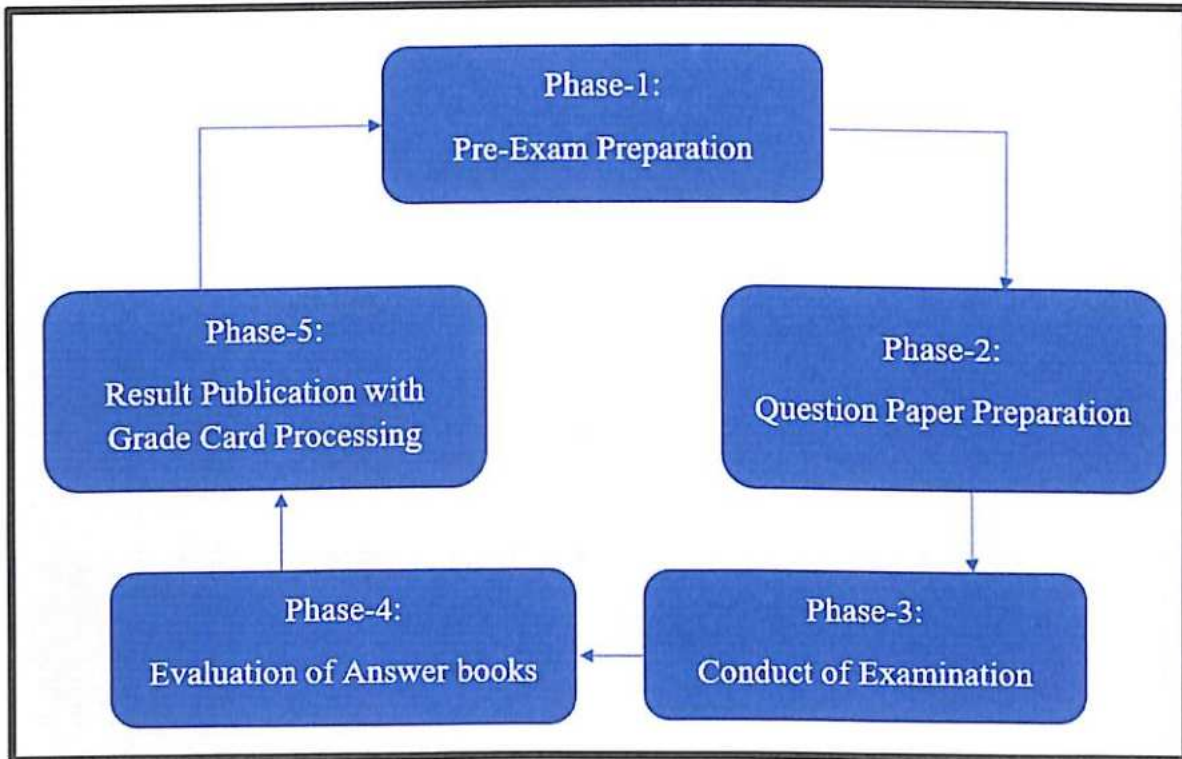 Phase-1:
Pre-Exam Preparation
Phase-2:
Question Paper Preparation
Phase-3:
Conduct of Examination
Phase-4:
Evaluation of Answer books
Phase-5:
Result Publication with
Grade Card Processing